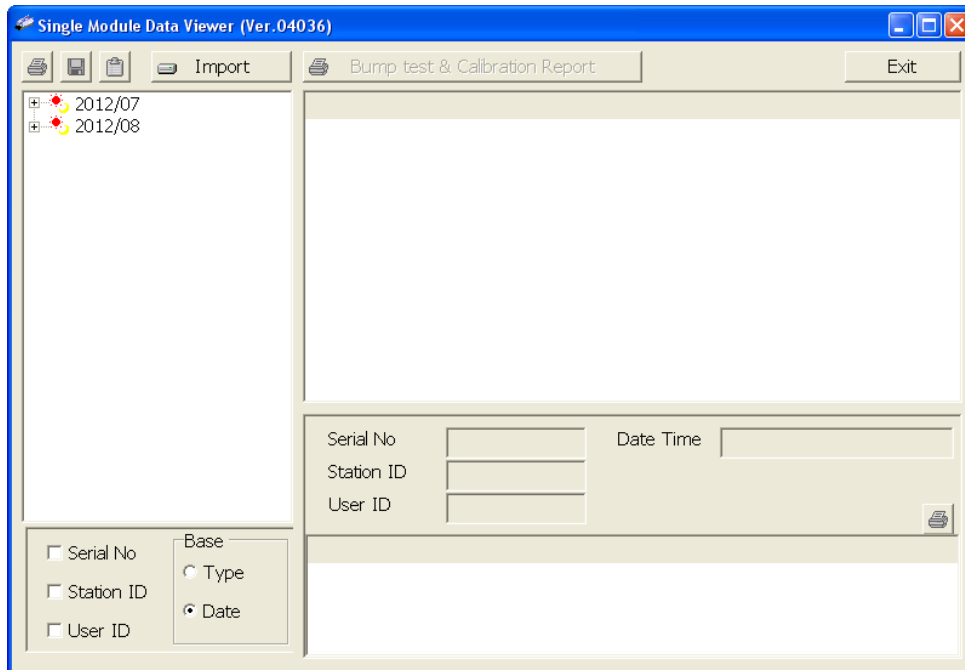 Single Module Data Viewer (Ver.04036)
Import
Bump test & Calibration Report
Exit
2012/07
2012/08
Serial No
Date Time
Station ID
User ID
Base
Serial No
Type
Station ID
Date
User ID